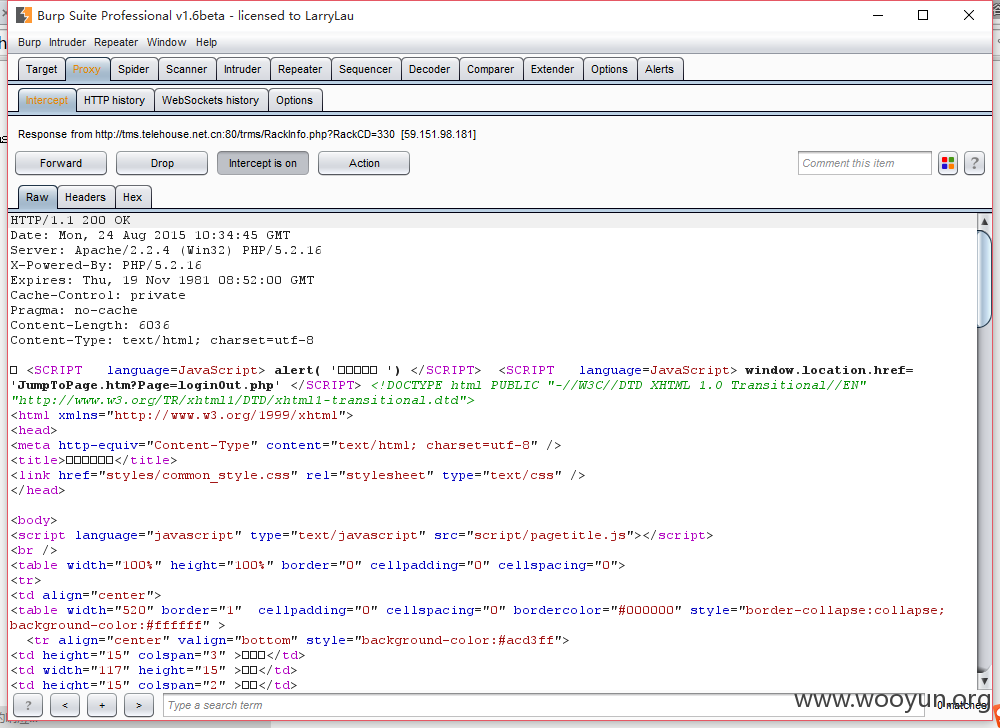 Burp Suite Professional v1.6beta - licensed to LarryLau
Burp Intruder Repeater Window Help
Target Proxy Spider Scanner Intruder Repeater Sequencer Decoder Comparer Extender Options Alerts
Intercept HTTP history WebSockets history Options
Response from http://tms.telehouse.net.cn:80/trms/RackInfo.php?RackCD=330 [59.151.98.181]
Forward Drop Intercept is on Action Comment this item ?
Raw Headers Hex
HTTP/1.1 200 OK
Date: Mon, 24 Aug 2015 10:34:45 GMT
Server: Apache/2.2.4 (Win32) PHP/5.2.16
X-Powered-By: PHP/5.2.16
Expires: Thu, 19 Nov 1981 08:52:00 GMT
Cache-Control: private
Pragma: no-cache
Content-Length: 6036
Content-Type: text/html; charset=utf-8
□ <SCRIPT language=JavaScript> alert( '□□□□□ ') </SCRIPT> <SCRIPT language=JavaScript> window.location.href=
'JumpToPage.htm?Page=loginOut.php' </SCRIPT> <!DOCTYPE html PUBLIC "-//W3C//DTD XHTML 1.0 Transitional//EN"
"http://www.w3.org/TR/xhtml1/DTD/xhtml1-transitional.dtd">
<html xmlns="http://www.w3.org/1999/xhtml">
<head>
<meta http-equiv="Content-Type" content="text/html; charset=utf-8" />
<title>□□□□□□</title>
<link href="styles/common_style.css" rel="stylesheet" type="text/css" />
</head>
<body>
<script language="javascript" type="text/javascript" src="script/pagetitle.js"></script>
<br />
<table width="100%" height="100%" border="0" cellpadding="0" cellspacing="0">
<tr>
<td align="center">
<table width="520" border="1" cellpadding="0" cellspacing="0" bordercolor="#000000" style="border-collapse:collapse;
background-color:#ffffff" >
<tr align="center" valign="bottom" style="background-color:#acd3ff">
<td height="15" colspan="3" >□□□</td>
<td width="117" height="15" >□□</td>
<td height="15" colspan="2" >□□</td>
? < + > Type a search term 0 matches
www.wooyun.org